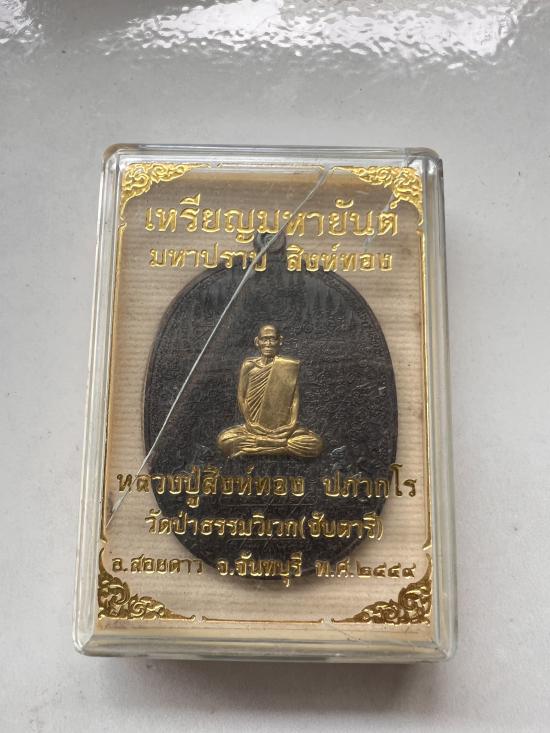 เหรียญมหายันต์
มหาปราบ สิงห์ทอง
หลวงปู่สิงห์ทอง ปภากโร
วัดป่าธรรมวิเวก(ซับตารี)
อ.สอยดาว จ.จันทบุรี พ.ศ.๒๕๕๙